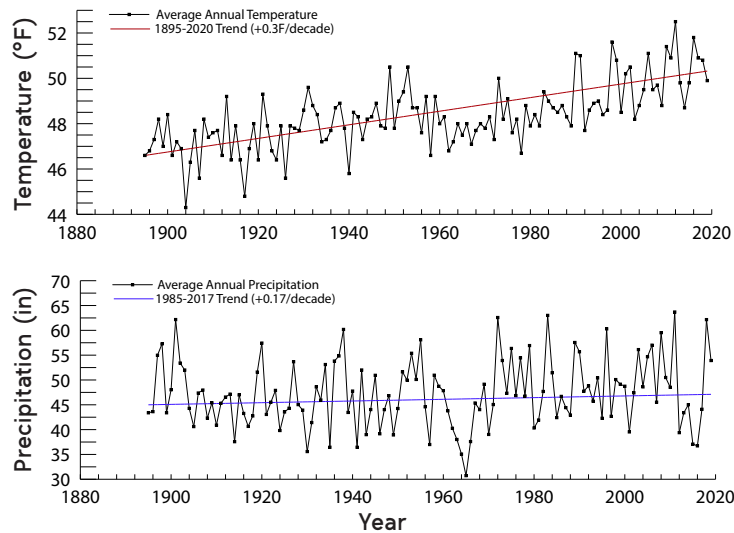 Average Annual Temperature
1895-2020 Trend (+0.3F/decade)
Temperature (°F)
52
50
48
46
44
1880 1900 1920 1940 1960 1980 2000 2020
Average Annual Precipitation
1985-2017 Trend (+0.17/decade)
Precipitation (in)
70
65
60
55
50
45
40
35
30
1880 1900 1920 1940 1960 1980 2000 2020
Year